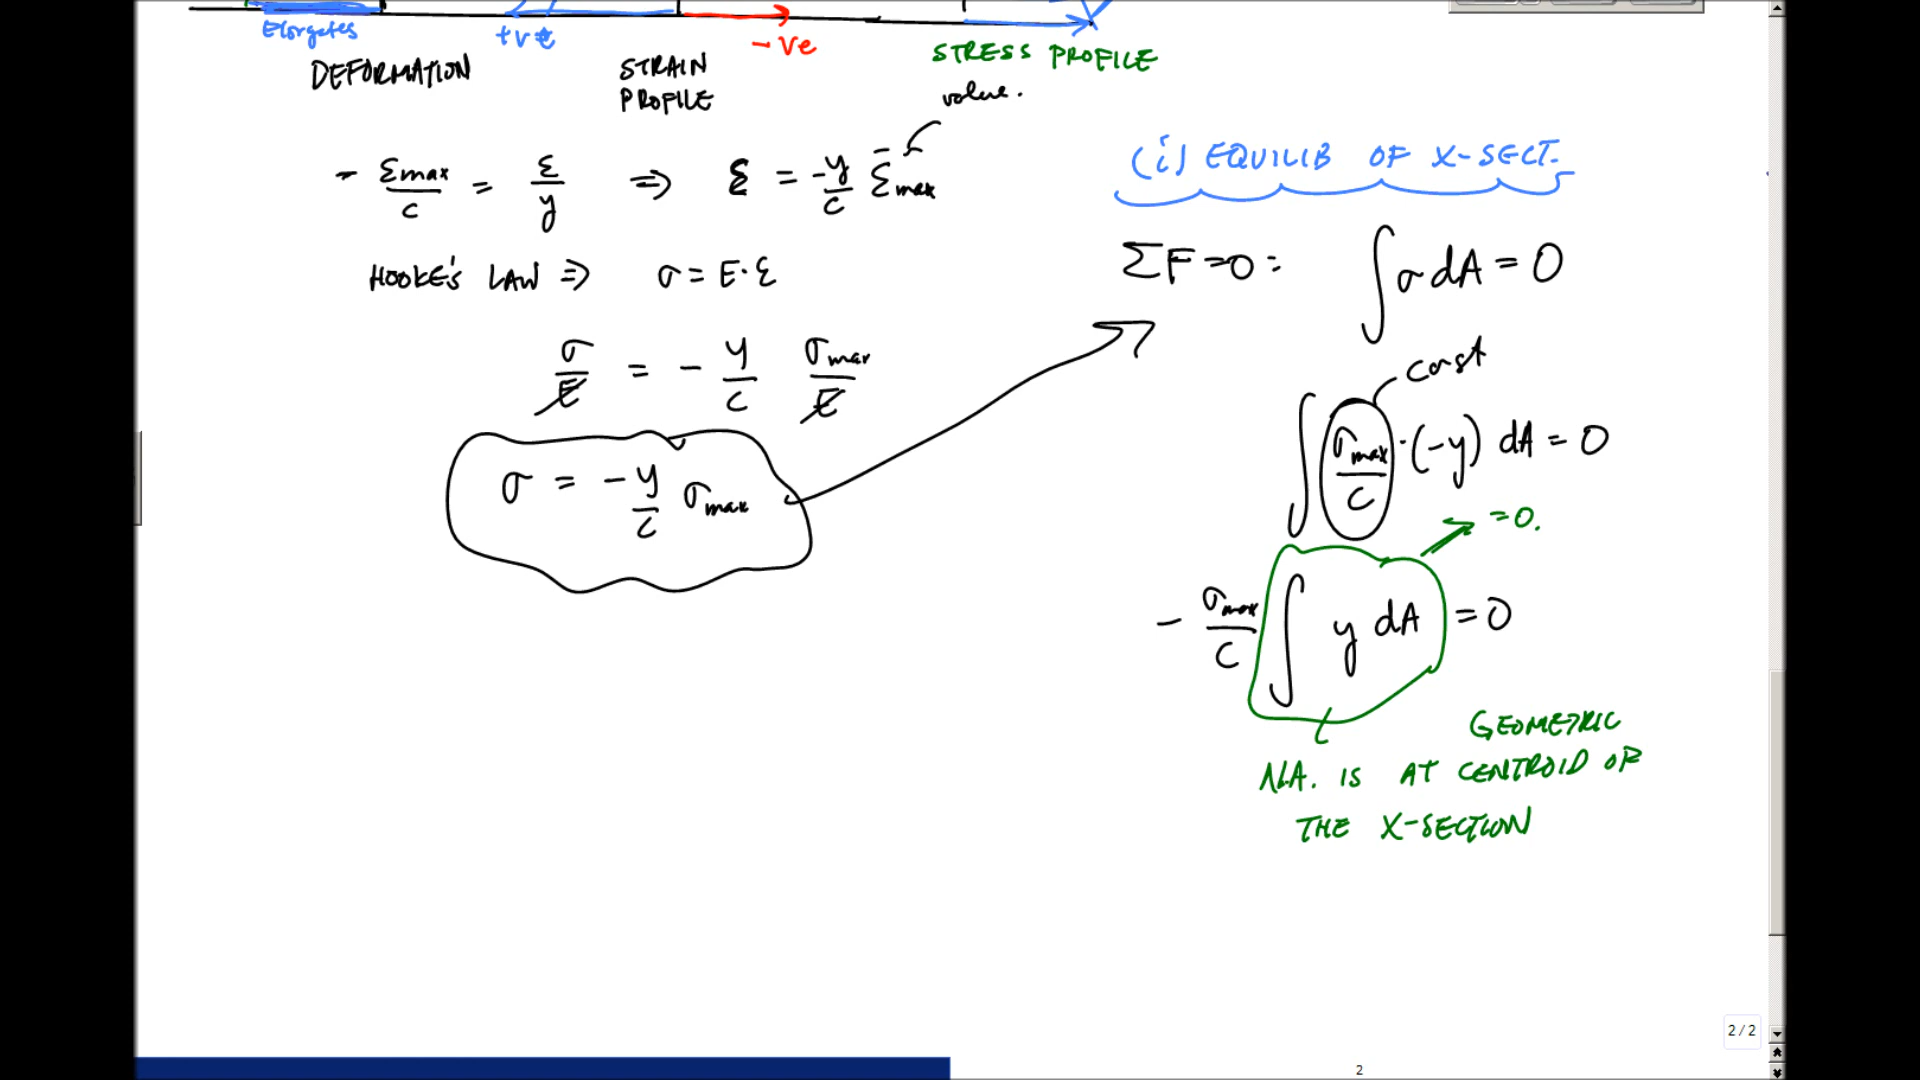 Elongates
+ve
-ve
DEFORMATION
STRAIN
PROFILE
STRESS PROFILE
value.
- εmax/c = ε/y ⇒ ε = -y/c εmax
HOOKE'S LAW ⇒ σ = E·ε
σ/E = - y/c σmax/E
σ = -y/c σmax
(i) EQUILIB OF X-SECT.
ΣF=0: ∫σdA = 0
const
∫ σmax/c ·(-y) dA = 0
=0.
- σmax/c ∫ y dA = 0
GEOMETRIC
N.A. IS AT CENTROID OF
THE X-SECTION
2 / 2
2